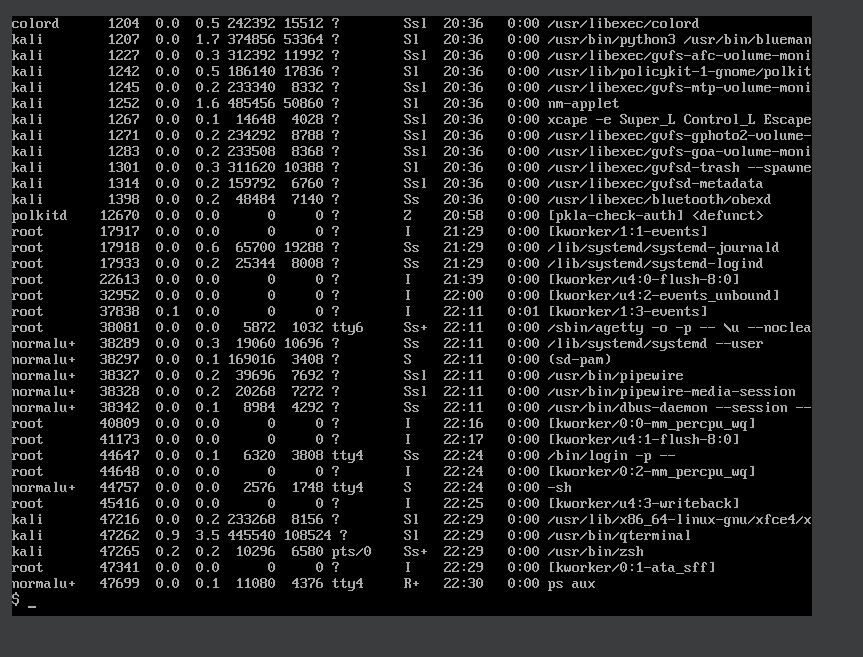 colord 1204 0.0 0.5 242392 15512 ? Ssl 20:36 0:00 /usr/libexec/colord
kali 1207 0.0 1.7 374856 53364 ? Sl 20:36 0:00 /usr/bin/python3 /usr/bin/blueman
kali 1227 0.0 0.3 312392 11992 ? Ssl 20:36 0:00 /usr/libexec/gvfs-afc-volume-moni
kali 1242 0.0 0.5 186140 17836 ? Sl 20:36 0:00 /usr/lib/policykit-1-gnome/polkit
kali 1245 0.0 0.2 233340 8332 ? Ssl 20:36 0:00 /usr/libexec/gvfs-mtp-volume-moni
kali 1252 0.0 1.6 485456 50860 ? Sl 20:36 0:00 nm-applet
kali 1267 0.0 0.1 14648 4028 ? Ssl 20:36 0:00 xcape -e Super_L Control_L Escape
kali 1271 0.0 0.2 234292 8788 ? Ssl 20:36 0:00 /usr/libexec/gvfs-gphoto2-volume-
kali 1283 0.0 0.2 233508 8368 ? Ssl 20:36 0:00 /usr/libexec/gvfs-goa-volume-moni
kali 1301 0.0 0.3 311620 10388 ? Sl 20:36 0:00 /usr/libexec/gvfsd-trash --spawne
kali 1314 0.0 0.2 159792 6760 ? Ssl 20:36 0:00 /usr/libexec/gvfsd-metadata
kali 1398 0.0 0.2 48484 7140 ? Ss 20:36 0:00 /usr/libexec/bluetooth/obexd
polkitd 12670 0.0 0.0 0 0 ? Z 20:58 0:00 [pkla-check-auth] <defunct>
root 17917 0.0 0.0 0 0 ? I 21:29 0:00 [kworker/1:1-events]
root 17918 0.0 0.6 65700 19288 ? Ss 21:29 0:00 /lib/systemd/systemd-journald
root 17933 0.0 0.2 25344 8008 ? Ss 21:29 0:00 /lib/systemd/systemd-logind
root 22613 0.0 0.0 0 0 ? I 21:39 0:00 [kworker/u4:0-flush-8:0]
root 32952 0.0 0.0 0 0 ? I 22:00 0:00 [kworker/u4:2-events_unbound]
root 37838 0.1 0.0 0 0 ? I 22:11 0:01 [kworker/1:3-events]
root 38081 0.0 0.0 5872 1032 tty6 Ss+ 22:11 0:00 /sbin/agetty -o -p -- \u --noclea
normalu+ 38289 0.0 0.3 19060 10696 ? Ss 22:11 0:00 /lib/systemd/systemd --user
normalu+ 38297 0.0 0.1 169016 3408 ? S 22:11 0:00 (sd-pam)
normalu+ 38327 0.0 0.2 39696 7692 ? Ssl 22:11 0:00 /usr/bin/pipewire
normalu+ 38328 0.0 0.2 20268 7272 ? Ssl 22:11 0:00 /usr/bin/pipewire-media-session
normalu+ 38342 0.0 0.1 8984 4292 ? Ss 22:11 0:00 /usr/bin/dbus-daemon --session --
root 40809 0.0 0.0 0 0 ? I 22:16 0:00 [kworker/0:0-mm_percpu_wq]
root 41173 0.0 0.0 0 0 ? I 22:17 0:00 [kworker/u4:1-flush-8:0]
root 44647 0.0 0.1 6320 3808 tty4 Ss 22:24 0:00 /bin/login -p --
root 44648 0.0 0.0 0 0 ? I 22:24 0:00 [kworker/0:2-mm_percpu_wq]
normalu+ 44757 0.0 0.0 2576 1748 tty4 S 22:24 0:00 -sh
root 45416 0.0 0.0 0 0 ? I 22:25 0:00 [kworker/u4:3-writeback]
kali 47216 0.0 0.2 233268 8156 ? Sl 22:29 0:00 /usr/lib/x86_64-linux-gnu/xfce4/x
kali 47262 0.9 3.5 445540 108524 ? Sl 22:29 0:00 /usr/bin/qterminal
kali 47265 0.2 0.2 10296 6580 pts/0 Ss+ 22:29 0:00 /usr/bin/zsh
root 47341 0.0 0.0 0 0 ? I 22:29 0:00 [kworker/0:1-ata_sff]
normalu+ 47699 0.0 0.1 11080 4376 tty4 R+ 22:30 0:00 ps aux
$ _